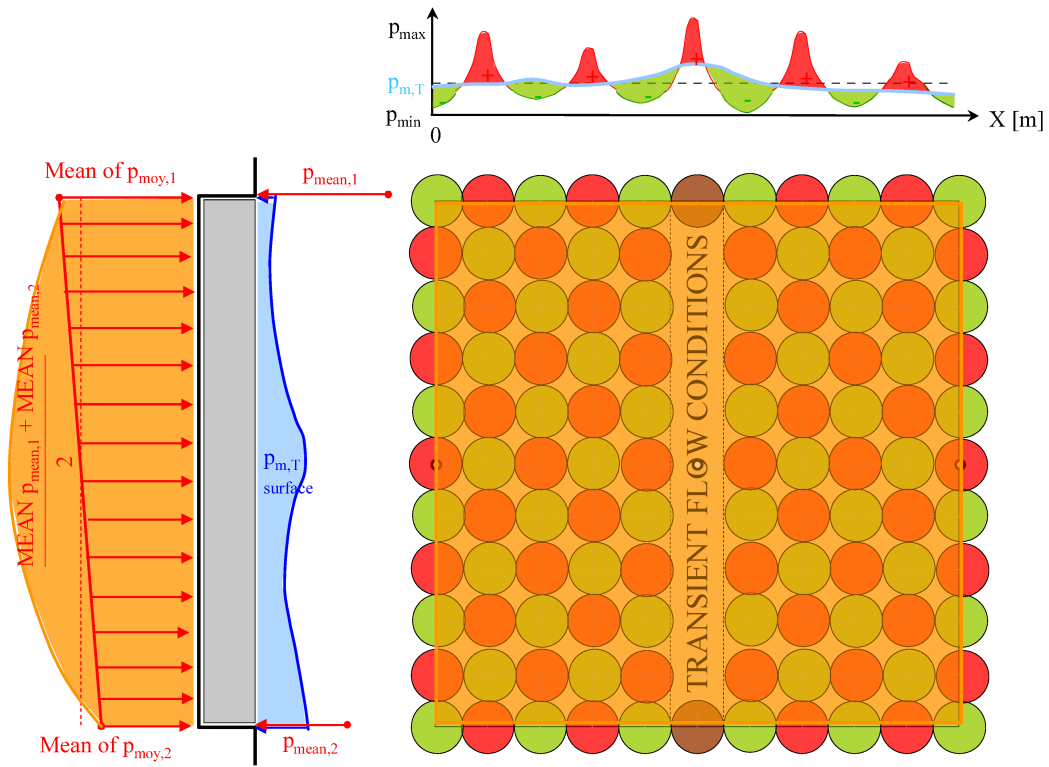 pmax
pm,T
pmin
0
X [m]
+ + + + +
- - - - -
Mean of pmoy,1
pmean,1
MEAN pmean,1 + MEAN pmean,2
2
pm,T
surface
TRANSIENT FLOW CONDITIONS
Mean of pmoy,2
pmean,2